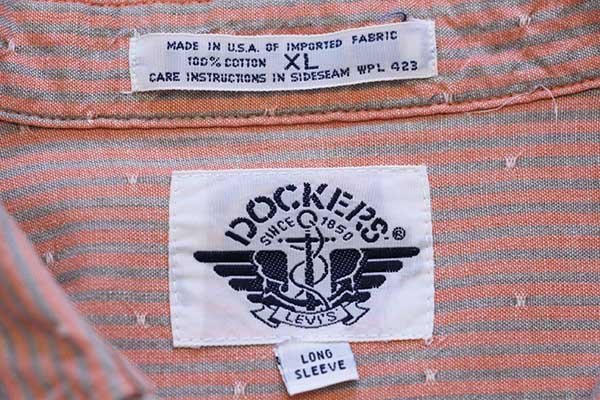 MADE IN U.S.A. OF IMPORTED FABRIC
100% COTTON XL
CARE INSTRUCTIONS IN SIDESEAM WPL 423
DOCKERS®
SINCE 1850
LEVI'S
LONG
SLEEVE